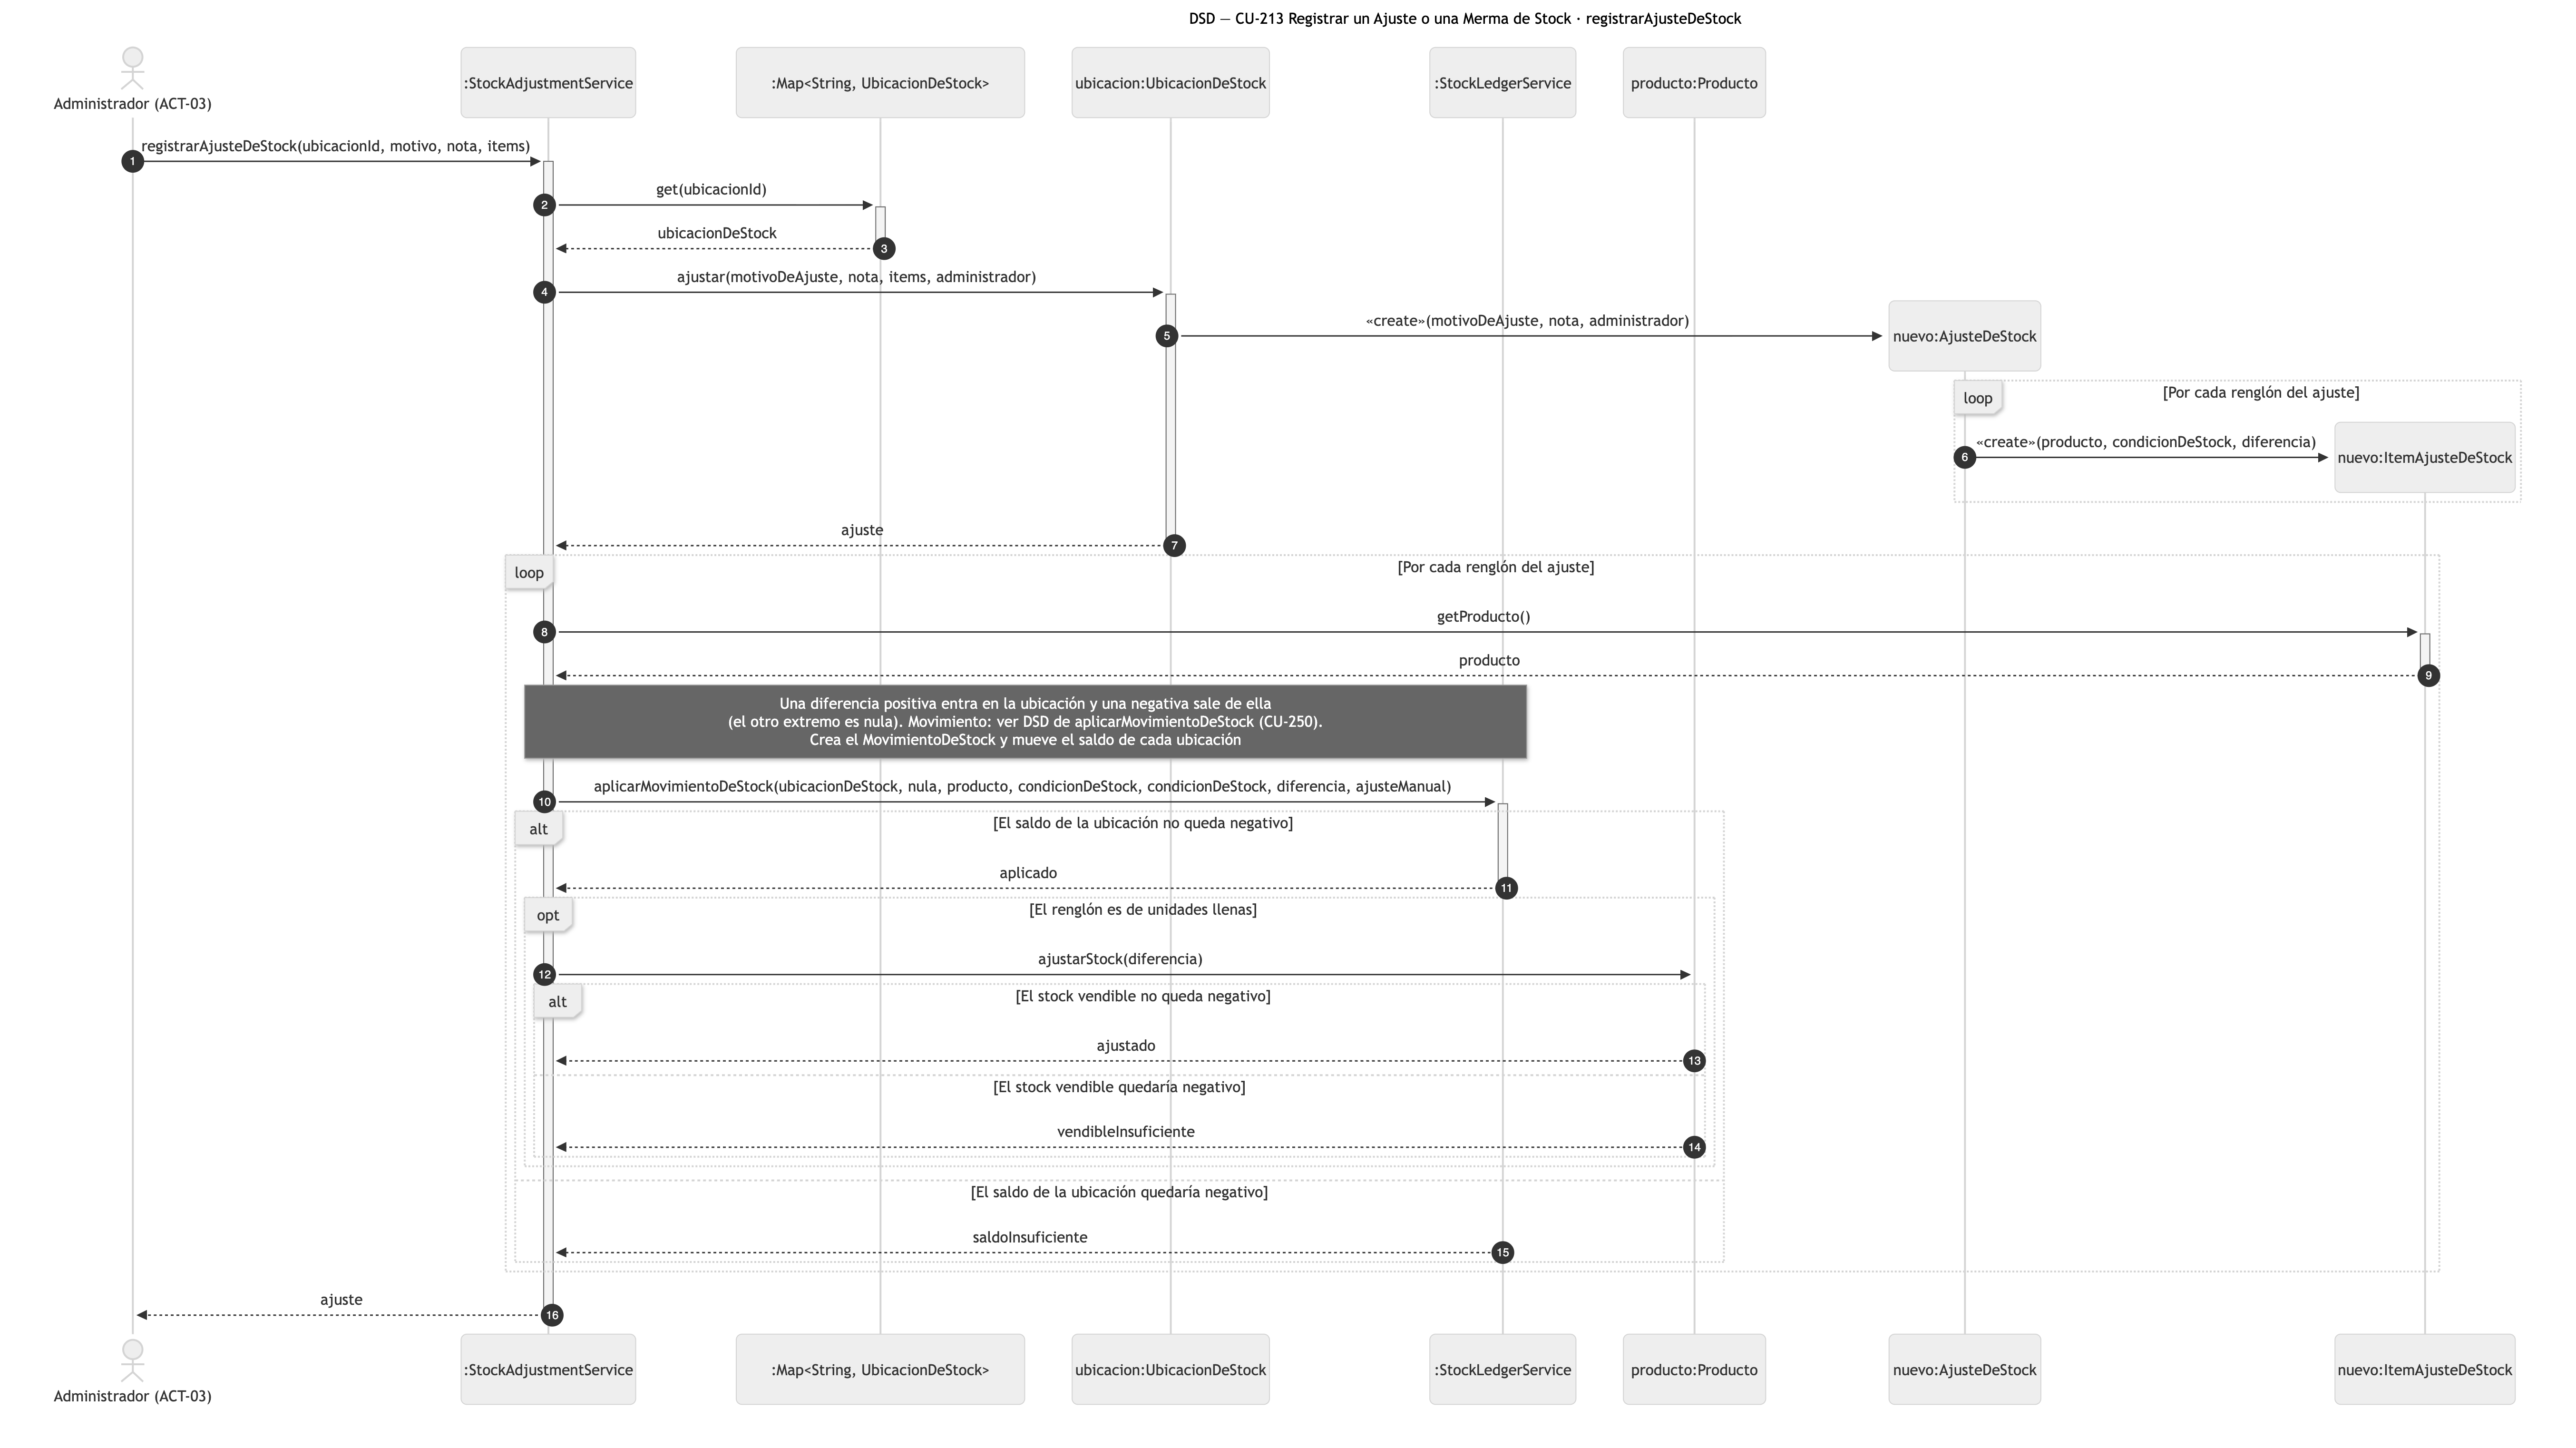 DSD — CU-213 Registrar un Ajuste o una Merma de Stock · registrarAjusteDeStock
Administrador (ACT-03)
:StockAdjustmentService
:Map<String, UbicacionDeStock>
ubicacion:UbicacionDeStock
:StockLedgerService
producto:Producto
1
registrarAjusteDeStock(ubicacionId, motivo, nota, items)
2
get(ubicacionId)
3
ubicacionDeStock
4
ajustar(motivoDeAjuste, nota, items, administrador)
5
«create»(motivoDeAjuste, nota, administrador)
nuevo:AjusteDeStock
loop
[Por cada renglón del ajuste]
6
«create»(producto, condicionDeStock, diferencia)
nuevo:ItemAjusteDeStock
7
ajuste
loop
[Por cada renglón del ajuste]
8
getProducto()
9
producto
Una diferencia positiva entra en la ubicación y una negativa sale de ella
(el otro extremo es nula). Movimiento: ver DSD de aplicarMovimientoDeStock (CU-250).
Crea el MovimientoDeStock y mueve el saldo de cada ubicación
10
aplicarMovimientoDeStock(ubicacionDeStock, nula, producto, condicionDeStock, condicionDeStock, diferencia, ajusteManual)
alt
[El saldo de la ubicación no queda negativo]
11
aplicado
opt
[El renglón es de unidades llenas]
12
ajustarStock(diferencia)
alt
[El stock vendible no queda negativo]
13
ajustado
[El stock vendible quedaría negativo]
14
vendibleInsuficiente
[El saldo de la ubicación quedaría negativo]
15
saldoInsuficiente
16
ajuste
Administrador (ACT-03)
:StockAdjustmentService
:Map<String, UbicacionDeStock>
ubicacion:UbicacionDeStock
:StockLedgerService
producto:Producto
nuevo:AjusteDeStock
nuevo:ItemAjusteDeStock